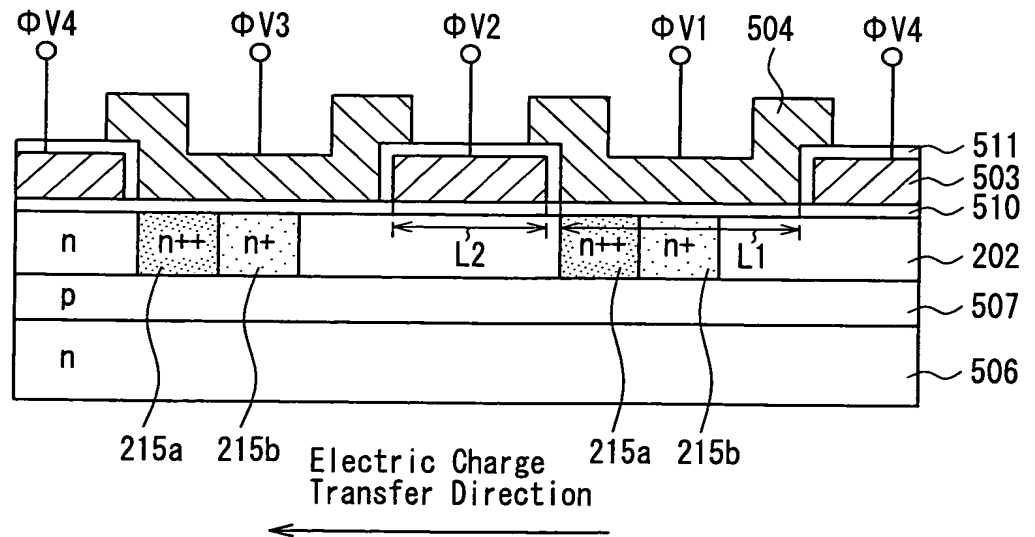 ΦV4 ΦV3 ΦV2 ΦV1 ΦV4
504
511
503
510
n n++ n+ L2 n++ n+ L1 202
p 507
n 506
215a 215b 215a 215b
Electric Charge
Transfer Direction